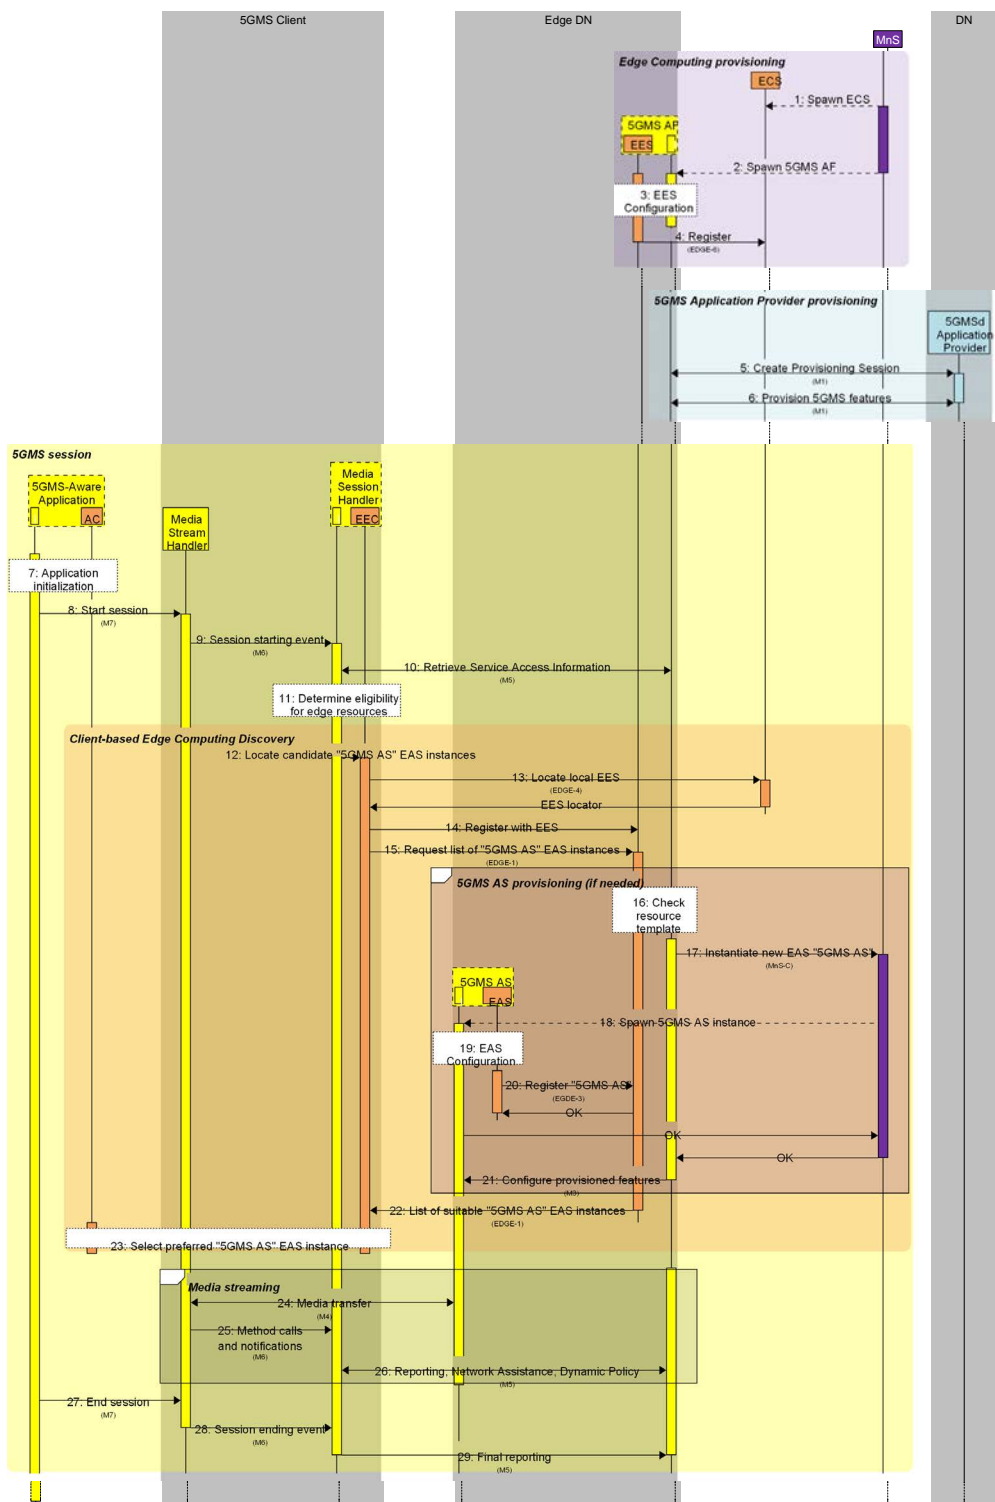 5GMS Client
Edge DN
DN
MnS
Edge Computing provisioning
ECS
1: Spawn ECS
5GMS AF
EES
2: Spawn 5GMS AF
3: EES
Configuration
4: Register
(EDGE-6)
5GMS Application Provider provisioning
5GMSd
Application
Provider
5: Create Provisioning Session
(M1)
6: Provision 5GMS features
(M1)
5GMS session
5GMS-Aware
Application
AC
Media
Stream
Handler
Media
Session
Handler
EEC
7: Application
initialization
8: Start session
(M7)
9: Session starting event
(M6)
10: Retrieve Service Access Information
(M5)
11: Determine eligibility
for edge resources
Client-based Edge Computing Discovery
12: Locate candidate "5GMS AS" EAS instances
13: Locate local EES
(EDGE-4)
EES locator
14: Register with EES
15: Request list of "5GMS AS" EAS instances
(EDGE-1)
5GMS AS provisioning (if needed)
16: Check
resource
template
17: Instantiate new EAS "5GMS AS"
(MnS-C)
5GMS AS
EAS
18: Spawn 5GMS AS instance
19: EAS
Configuration
20: Register "5GMS AS"
(EGDE-3)
OK
OK
OK
21: Configure provisioned features
(M3)
22: List of suitable "5GMS AS" EAS instances
(EDGE-1)
23: Select preferred "5GMS AS" EAS instance
Media streaming
24: Media transfer
(M4)
25: Method calls
and notifications
(M6)
26: Reporting, Network Assistance, Dynamic Policy
(M5)
27: End session
(M7)
28: Session ending event
(M6)
29: Final reporting
(M5)